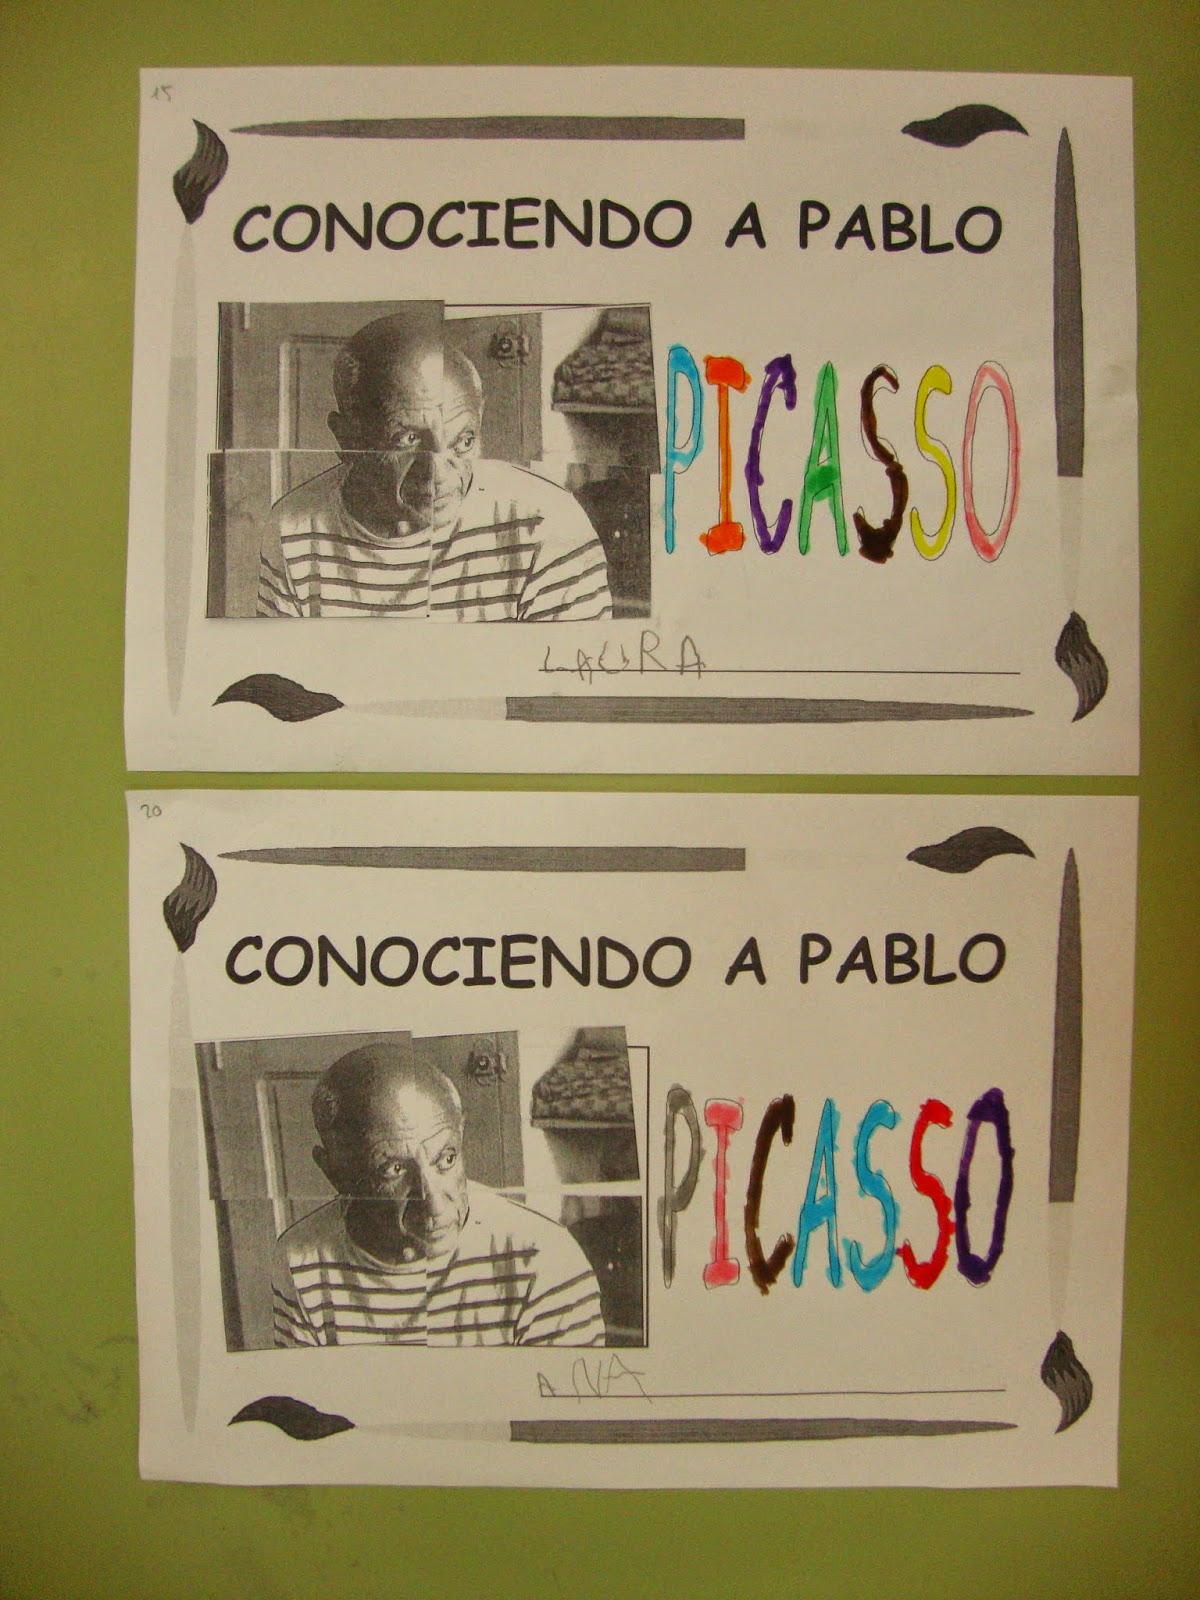 15
CONOCIENDO A PABLO
PICASSO
LAURA
20
CONOCIENDO A PABLO
PICASSO
ANA